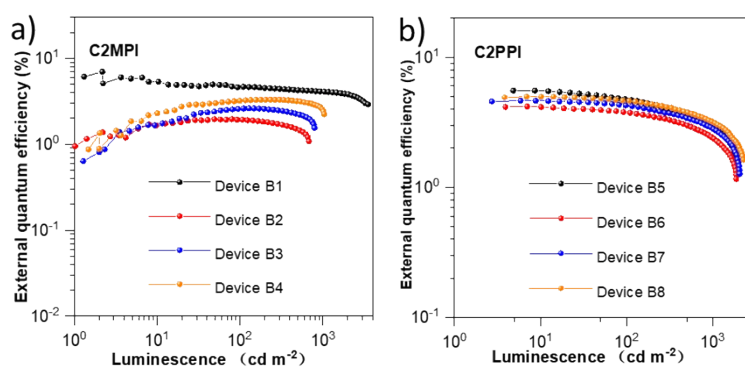 a)
C2MPI
External quantum efficiency (%)
10¹
10⁰
10⁻¹
10⁻²
Device B1
Device B2
Device B3
Device B4
10⁰ 10¹ 10² 10³
Luminescence （cd m⁻²）
b)
C2PPI
External quantum efficiency (%)
10¹
10⁰
10⁻¹
Device B5
Device B6
Device B7
Device B8
10⁰ 10¹ 10² 10³
Luminescence （cd m⁻²）